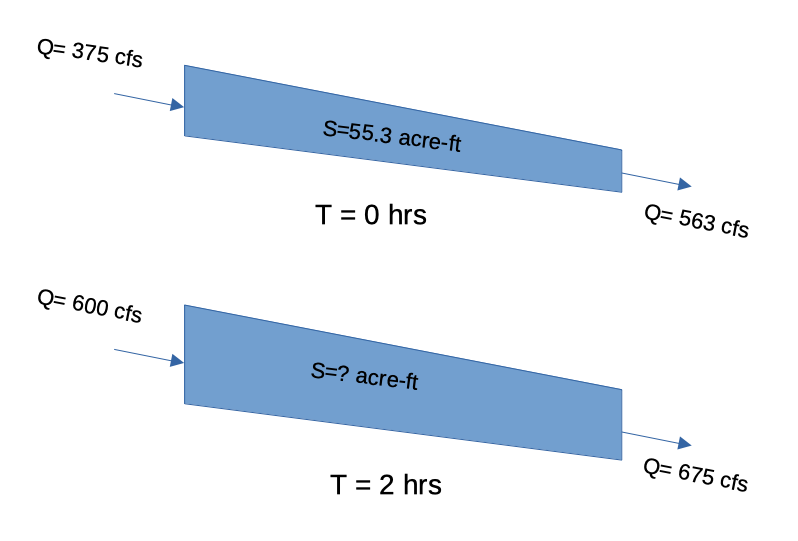 Q= 375 cfs
S=55.3 acre-ft
T = 0 hrs
Q= 563 cfs
Q= 600 cfs
S=? acre-ft
Q= 675 cfs
T = 2 hrs